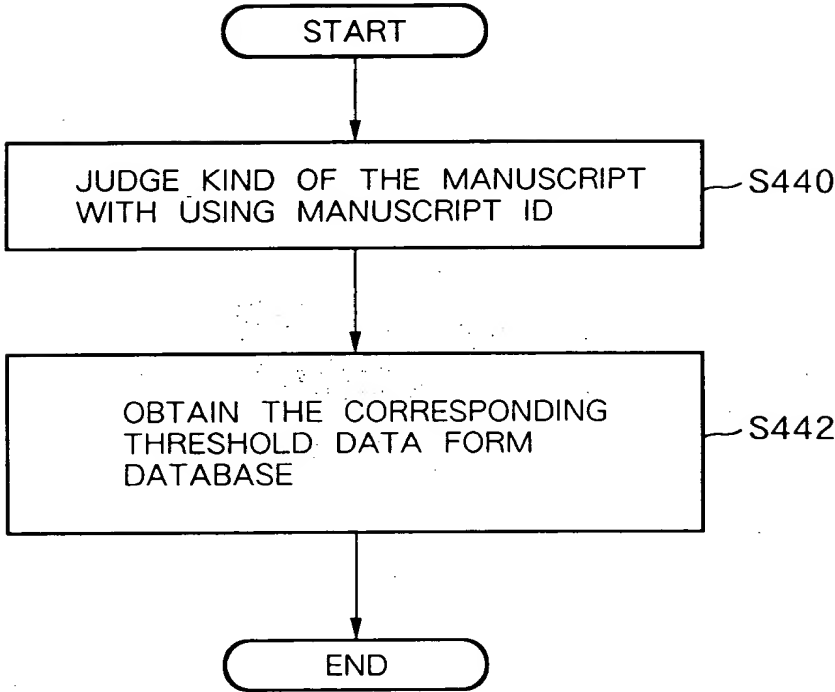 START
JUDGE KIND OF THE MANUSCRIPT
WITH USING MANUSCRIPT ID
S440
OBTAIN THE CORRESPONDING
THRESHOLD DATA FORM
DATABASE
S442
END